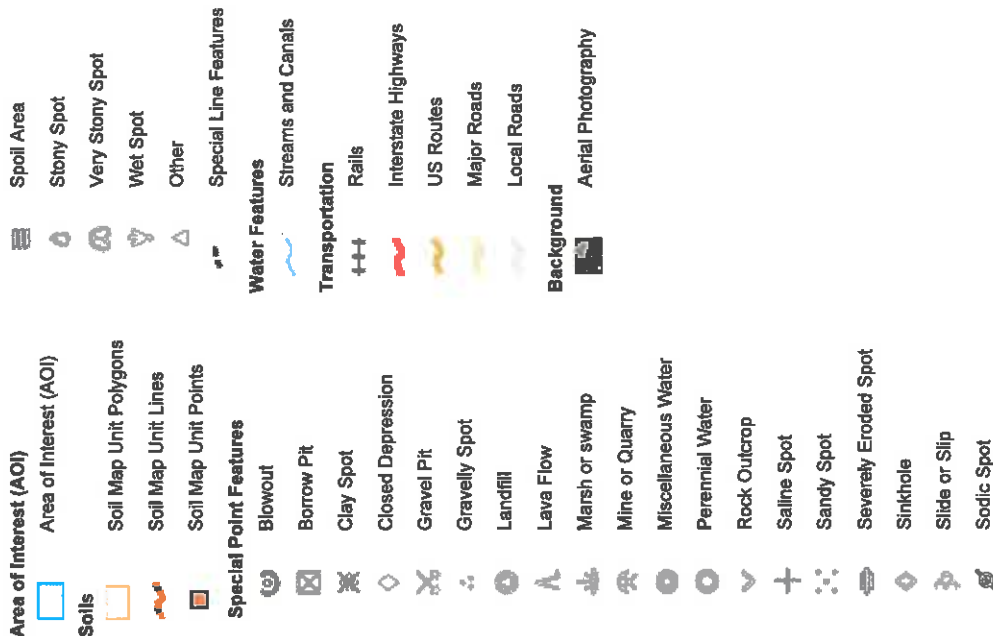 Area of Interest (AOI)
Area of Interest (AOI)
Soils
Soil Map Unit Polygons
Soil Map Unit Lines
Soil Map Unit Points
Special Point Features
Blowout
Borrow Pit
Clay Spot
Closed Depression
Gravel Pit
Gravelly Spot
Landfill
Lava Flow
Marsh or swamp
Mine or Quarry
Miscellaneous Water
Perennial Water
Rock Outcrop
Saline Spot
Sandy Spot
Severely Eroded Spot
Sinkhole
Slide or Slip
Sodic Spot
Spoil Area
Stony Spot
Very Stony Spot
Wet Spot
Other
Special Line Features
Water Features
Streams and Canals
Transportation
Rails
Interstate Highways
US Routes
Major Roads
Local Roads
Background
Aerial Photography